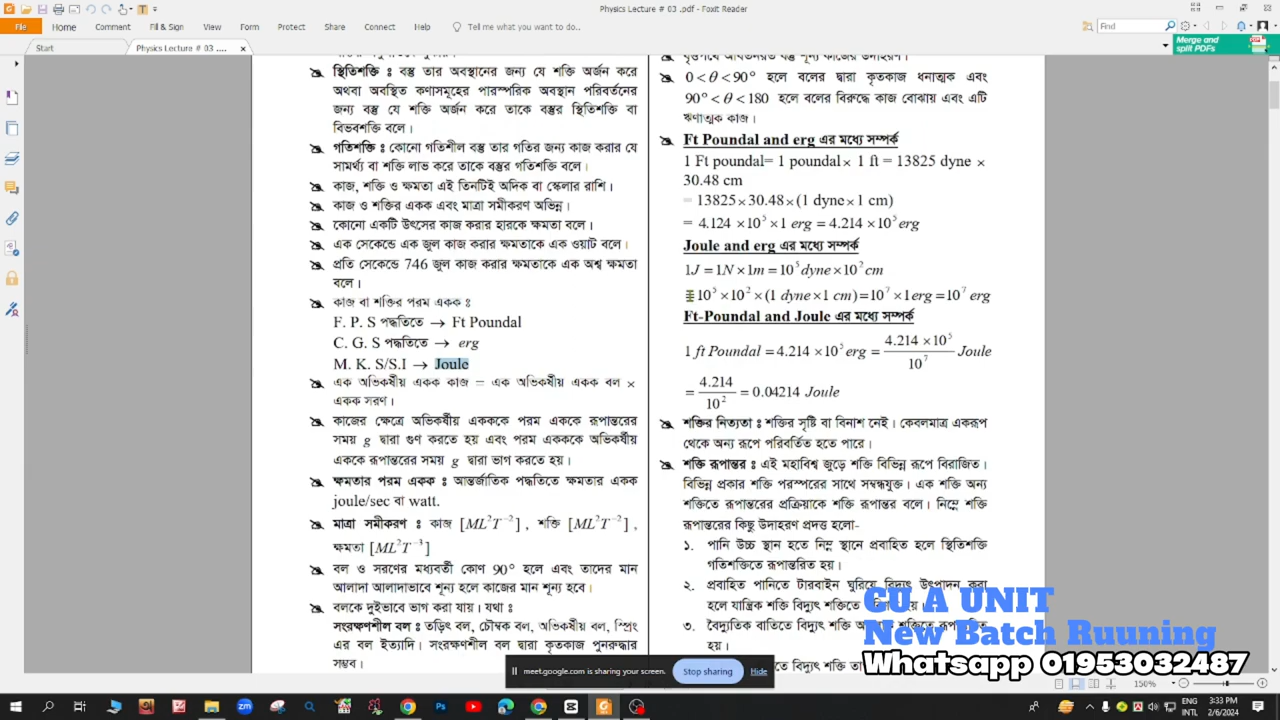 Physics Lecture # 03 .pdf - Foxit Reader
File
Home
Comment
Fill & Sign
View
Form
Protect
Share
Connect
Help
Tell me what you want to do...
Find
Start
Physics Lecture # 03 ....
Merge and
split PDFs
স্থিতিশক্তি : বস্তু তার অবস্থানের জন্য যে শক্তি অর্জন করে
অথবা অবস্থিত কণাসমূহের পারস্পরিক অবস্থান পরিবর্তনের
জন্য বস্তু যে শক্তি অর্জন করে তাকে বস্তুর স্থিতিশক্তি বা
বিভবশক্তি বলে।
গতিশক্তি : কোনো গতিশীল বস্তু তার গতির জন্য কাজ করার যে
সামর্থ্য বা শক্তি লাভ করে তাকে বস্তুর গতিশক্তি বলে।
কাজ, শক্তি ও ক্ষমতা এই তিনটিই অদিক বা স্কেলার রাশি।
কাজ ও শক্তির একক এবং মাত্রা সমীকরণ অভিন্ন।
কোনো একটি উৎসের কাজ করার হারকে ক্ষমতা বলে।
এক সেকেন্ডে এক জুল কাজ করার ক্ষমতাকে এক ওয়াট বলে।
প্রতি সেকেন্ডে 746 জুল কাজ করার ক্ষমতাকে এক অশ্ব ক্ষমতা
বলে।
কাজ বা শক্তির পরম একক :
F. P. S পদ্ধতিতে → Ft Poundal
C. G. S পদ্ধতিতে → erg
M. K. S/S.I → Joule
এক অভিকর্ষীয় একক কাজ = এক অভিকর্ষীয় একক বল ×
একক সরণ।
কাজের ক্ষেত্রে অভিকর্ষীয় একককে পরম এককে রূপান্তরের
সময় g দ্বারা গুণ করতে হয় এবং পরম একককে অভিকর্ষীয়
এককে রূপান্তরের সময় g দ্বারা ভাগ করতে হয়।
ক্ষমতার পরম একক : আন্তর্জাতিক পদ্ধতিতে ক্ষমতার একক
joule/sec বা watt.
মাত্রা সমীকরণ : কাজ [ML²T⁻²], শক্তি [ML²T⁻²],
ক্ষমতা [ML²T⁻³]
বল ও সরণের মধ্যবর্তী কোণ 90° হলে এবং তাদের মান
আলাদা আলাদাভাবে শূন্য হলে কাজের মান শূন্য হবে।
বলকে দুইভাবে ভাগ করা যায়। যথা :
সংরক্ষণশীল বল : তড়িৎ বল, চৌম্বক বল, অভিকর্ষীয় বল, স্প্রিং
এর বল ইত্যাদি। সংরক্ষণশীল বল দ্বারা কৃতকাজ পুনরুদ্ধার
সম্ভব।
0 < θ < 90° হলে বলের দ্বারা কৃতকাজ ধনাত্মক এবং
90° < θ < 180 হলে বলের বিরুদ্ধে কাজ বোঝায় এবং এটি
ঋণাত্মক কাজ।
Ft Poundal and erg এর মধ্যে সম্পর্ক
1 Ft poundal= 1 poundal× 1 ft = 13825 dyne ×
30.48 cm
= 13825×30.48×(1 dyne×1 cm)
= 4.124 ×10⁵×1 erg = 4.214 ×10⁵ erg
Joule and erg এর মধ্যে সম্পর্ক
1J = 1N ×1m = 10⁵ dyne×10² cm
= 10⁵ ×10² ×(1 dyne×1 cm)=10⁷ ×1erg =10⁷ erg
Ft-Poundal and Joule এর মধ্যে সম্পর্ক
1 ft Poundal = 4.214 ×10⁵ erg = 4.214 ×10⁵ / 10⁷ Joule
= 4.214 / 10² = 0.04214 Joule
শক্তির নিত্যতা : শক্তির সৃষ্টি বা বিনাশ নেই। কেবলমাত্র একরূপ
থেকে অন্য রূপে পরিবর্তিত হতে পারে।
শক্তি রূপান্তর : এই মহাবিশ্ব জুড়ে শক্তি বিভিন্ন রূপে বিরাজিত।
বিভিন্ন প্রকার শক্তি পরস্পরের সাথে সম্বন্ধযুক্ত। এক শক্তি অন্য
শক্তিতে রূপান্তরের প্রক্রিয়াকে শক্তি রূপান্তর বলে। নিম্নে শক্তি
রূপান্তরের কিছু উদাহরণ প্রদত্ত হলো-
১. পানি উচ্চ স্থান হতে নিম্ন স্থানে প্রবাহিত হলে স্থিতিশক্তি
গতিশক্তিতে রূপান্তরিত হয়।
২. প্রবাহিত পানিতে টারবাইন ঘুরিয়ে বিদ্যুৎ উৎপাদন করা
হলে যান্ত্রিক শক্তি বিদ্যুৎ শক্তিতে
৩. বৈদ্যুতিক বাতিতে বিদ্যুৎ শক্তি
হয়।
তে বিদ্যুৎ শক্তি
CU A UNIT
New Batch Ruuning
Whatsapp 01953032487
meet.google.com is sharing your screen.
Stop sharing
Hide
150%
ENG
INTL
3:33 PM
2/6/2024